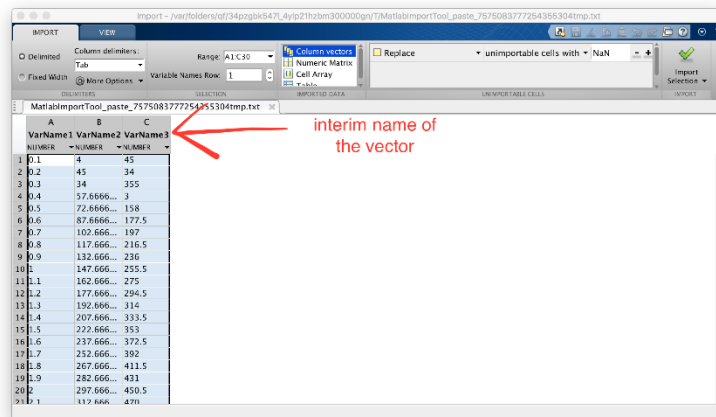 Import - /var/folders/qf/34pzgbk547l_4ylp21hzbm300000gn/T/MatlabImportTool_paste_7575083777254355304tmp.txt
IMPORT VIEW
Delimited Column delimiters: Range: A1:C30 Column vectors Replace unimportable cells with NaN
Tab Numeric Matrix
Fixed Width More Options Variable Names Row: 1 Cell Array Import
Table Selection
DELIMITERS SELECTION IMPORTED DATA UNIMPORTABLE CELLS IMPORT
MatlabImportTool_paste_7575083777254355304tmp.txt
interim name of
the vector
A B C
VarName1 VarName2 VarName3
NUMBER NUMBER NUMBER
1 0.1 4 45
2 0.2 45 34
3 0.3 34 355
4 0.4 57.6666... 3
5 0.5 72.6666... 158
6 0.6 87.6666... 177.5
7 0.7 102.666... 197
8 0.8 117.666... 216.5
9 0.9 132.666... 236
10 1 147.666... 255.5
11 1.1 162.666... 275
12 1.2 177.666... 294.5
13 1.3 192.666... 314
14 1.4 207.666... 333.5
15 1.5 222.666... 353
16 1.6 237.666... 372.5
17 1.7 252.666... 392
18 1.8 267.666... 411.5
19 1.9 282.666... 431
20 2 297.666... 450.5
21 2.1 312.666 470